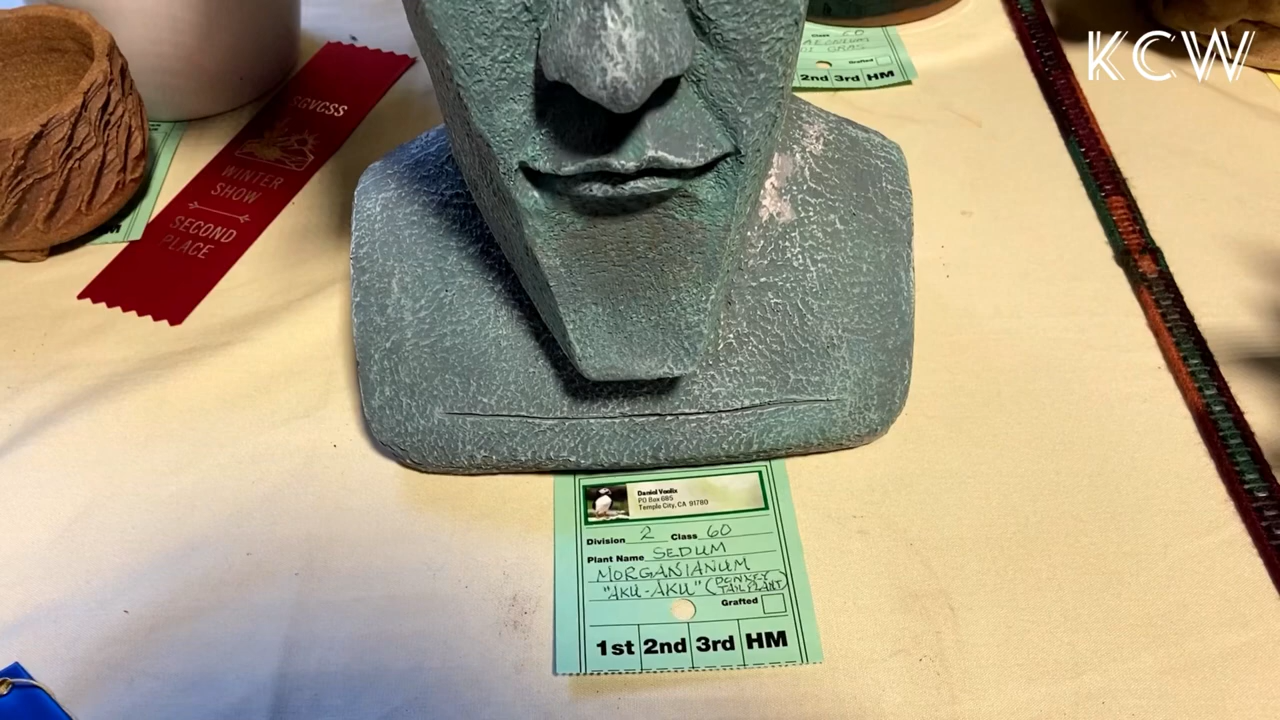 KCW
Class 60
2nd 3rd HM
Grafted
SGVCSS
WINTER
SHOW
SECOND
PLACE
Daniel Voolix
PO Box 685
Temple City, CA 91780
Division 2 Class 60
Plant Name SEDUM
MORGANIANUM
"AKU-AKU" (DONKEY
TAIL PLANT)
Grafted
1st 2nd 3rd HM